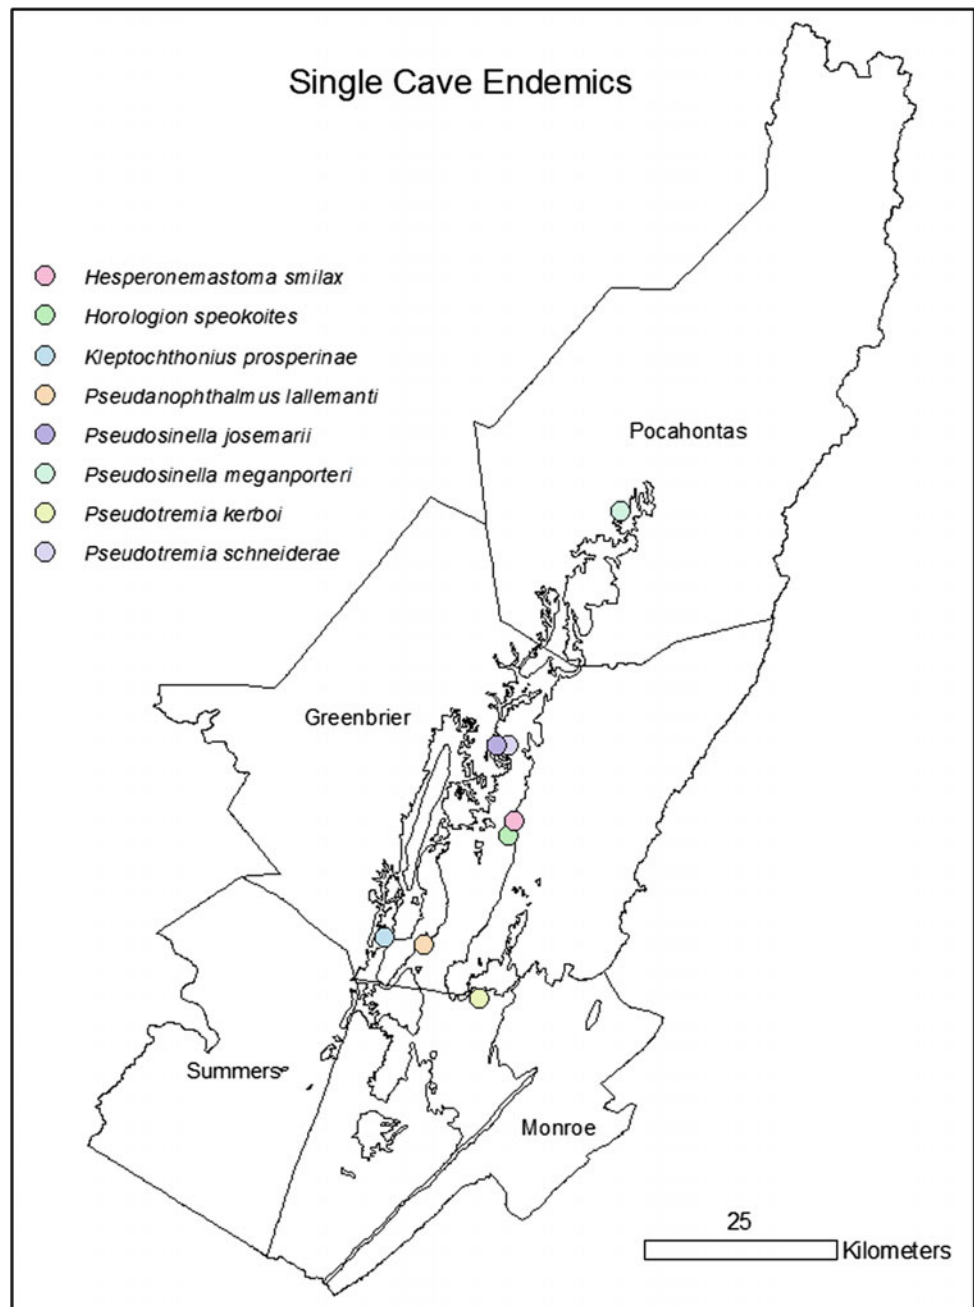 Single Cave Endemics
Hesperonemastoma smilax
Horologion speokoites
Kleptochthonius prosperinae
Pseudanophthalmus lallemanti
Pseudosinella josemarii
Pseudosinella meganporteri
Pseudotremia kerboi
Pseudotremia schneiderae
Pocahontas
Greenbrier
Summers
Monroe
25
Kilometers